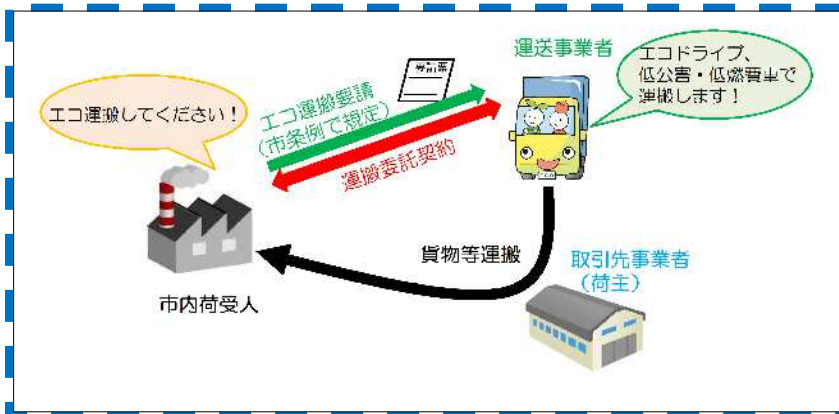 運送事業者
エコドライブ、
低公害・低燃費車で
運搬します！
要請票
エコ運搬してください！
エコ運搬要請
（市条例で規定）
運搬委託契約
貨物等運搬
取引先事業者
（荷主）
市内荷受人